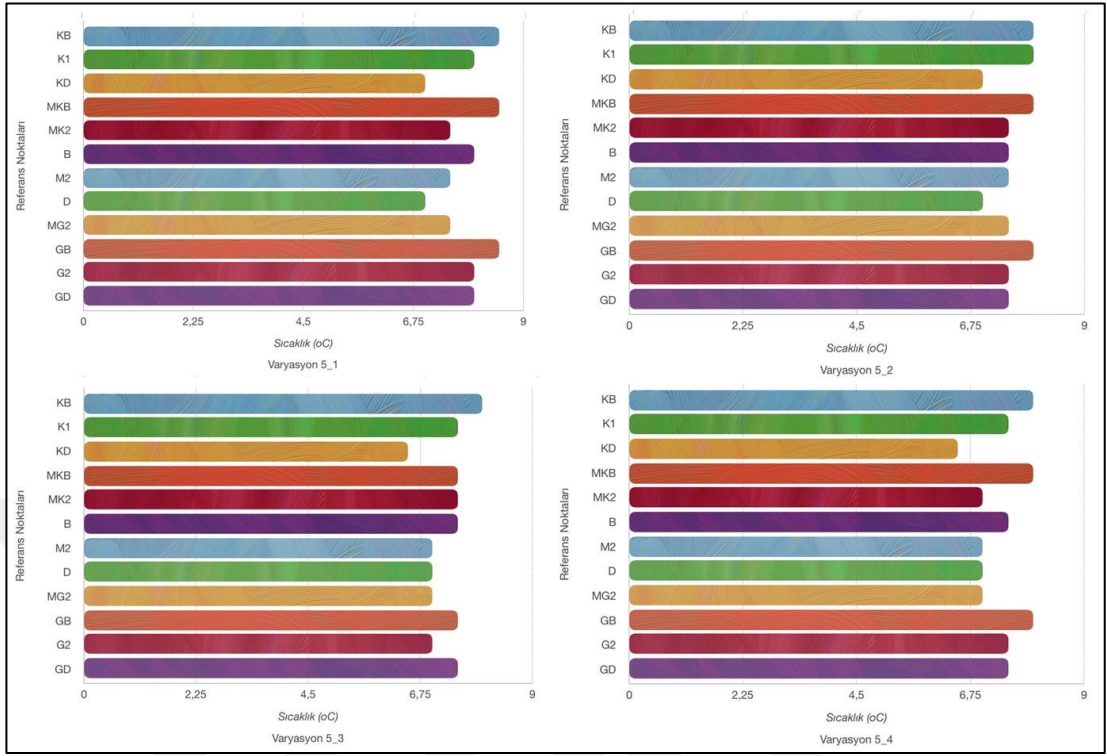 Referans Noktaları
KB
K1
KD
MKB
MK2
B
M2
D
MG2
GB
G2
GD
0 2,25 4,5 6,75 9
Sıcaklık (oC)
Varyasyon 5_1
Referans Noktaları
KB
K1
KD
MKB
MK2
B
M2
D
MG2
GB
G2
GD
0 2,25 4,5 6,75 9
Sıcaklık (oC)
Varyasyon 5_2
Referans Noktaları
KB
K1
KD
MKB
MK2
B
M2
D
MG2
GB
G2
GD
0 2,25 4,5 6,75 9
Sıcaklık (oC)
Varyasyon 5_3
Referans Noktaları
KB
K1
KD
MKB
MK2
B
M2
D
MG2
GB
G2
GD
0 2,25 4,5 6,75 9
Sıcaklık (oC)
Varyasyon 5_4